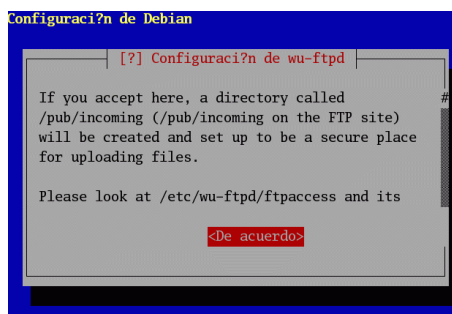 Configuraci?n de Debian
[?] Configuraci?n de wu-ftpd
If you accept here, a directory called
/pub/incoming (/pub/incoming on the FTP site)
will be created and set up to be a secure place
for uploading files.
Please look at /etc/wu-ftpd/ftpaccess and its
<De acuerdo>